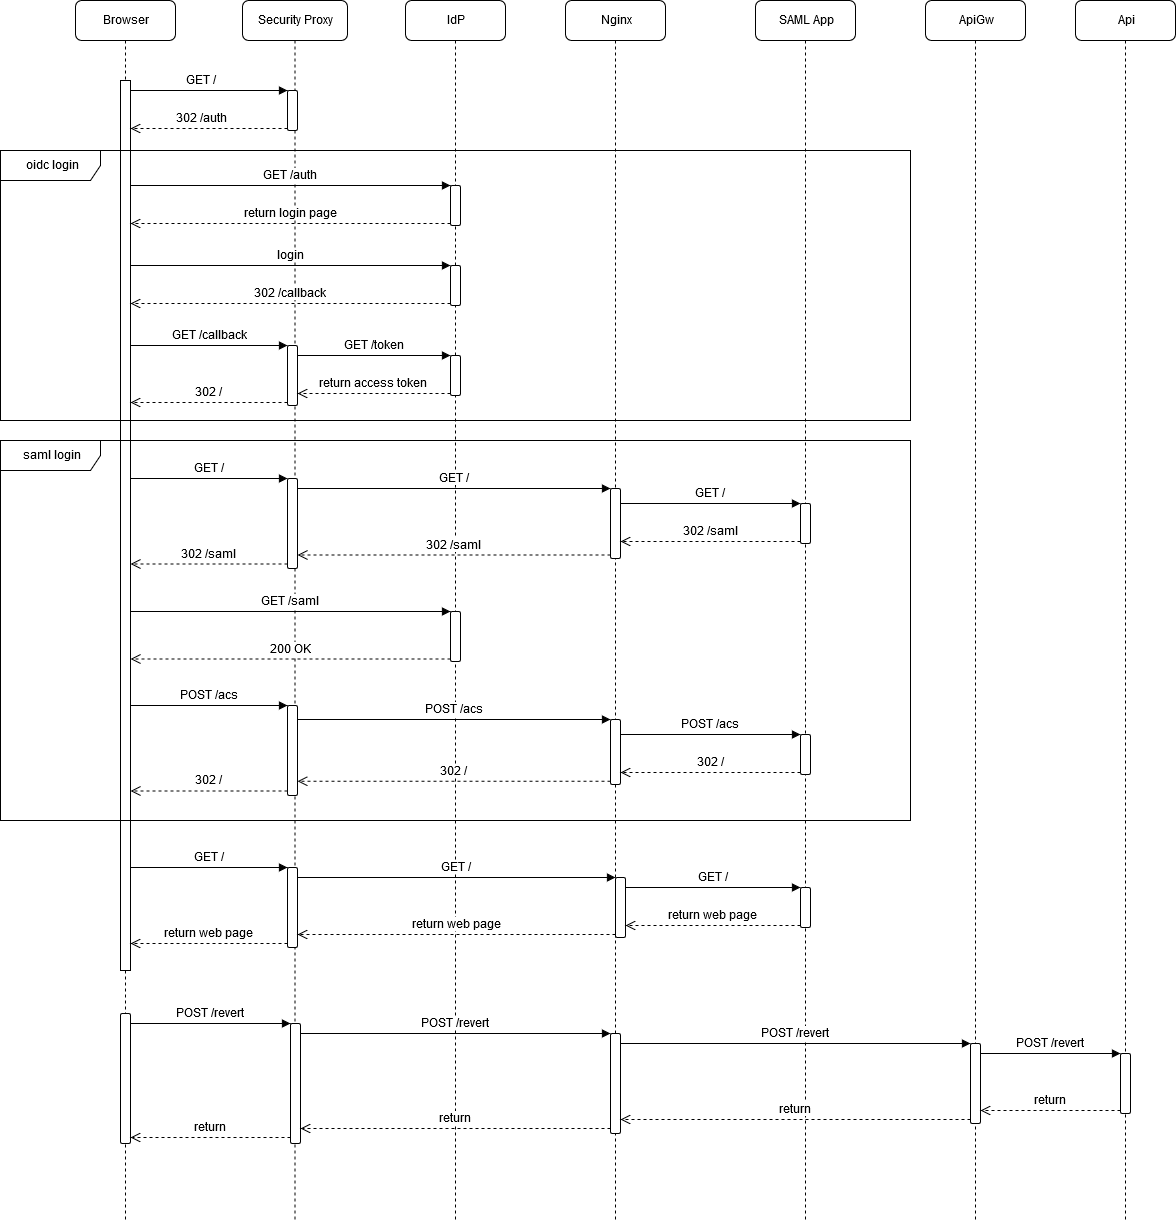 Browser
Security Proxy
IdP
Nginx
SAML App
ApiGw
Api
GET /
302 /auth
oidc login
GET /auth
return login page
login
302 /callback
GET /callback
GET /token
return access token
302 /
saml login
GET /
GET /
GET /
302 /saml
302 /saml
302 /saml
GET /saml
200 OK
POST /acs
POST /acs
POST /acs
302 /
302 /
302 /
GET /
GET /
GET /
return web page
return web page
return web page
POST /revert
POST /revert
POST /revert
POST /revert
return
return
return
return